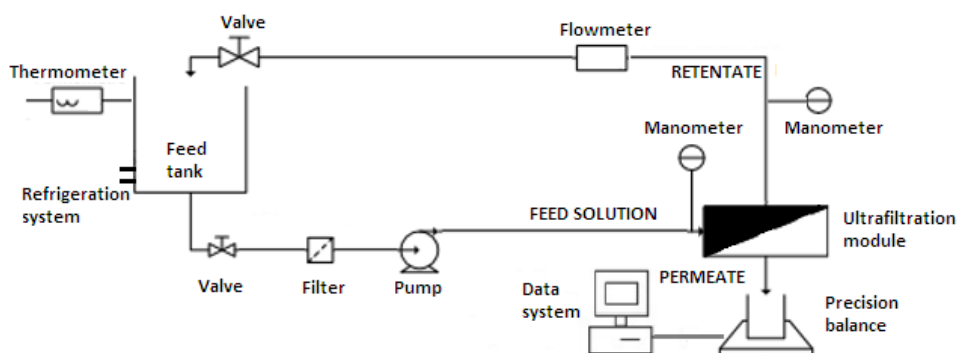 Valve
Flowmeter
Thermometer
RETENTATE
Manometer
Manometer
Feed
tank
Refrigeration
system
FEED SOLUTION
Ultrafiltration
module
Valve
Filter
Pump
Data
system
PERMEATE
Precision
balance